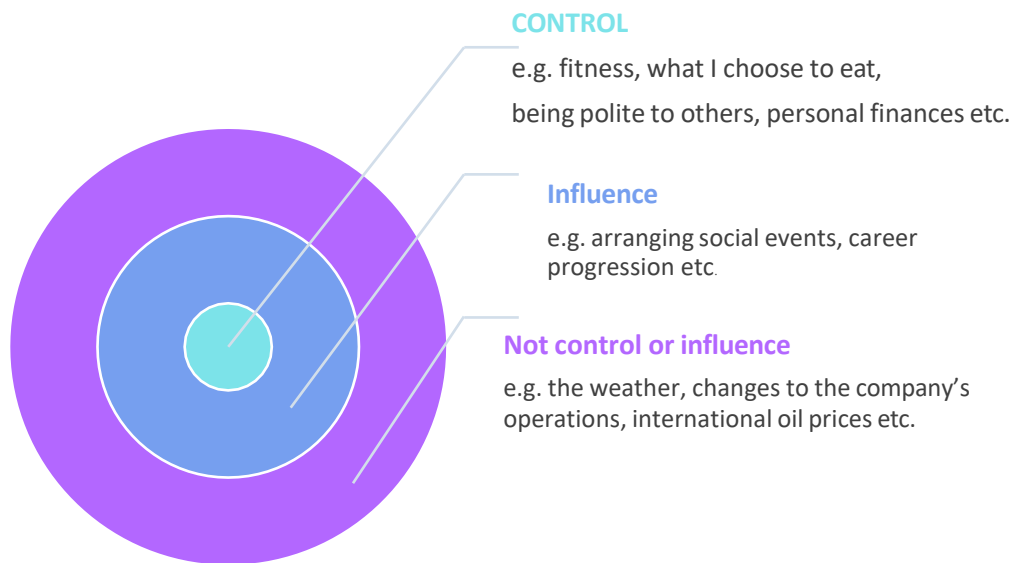 CONTROL
e.g. fitness, what I choose to eat,
being polite to others, personal finances etc.
Influence
e.g. arranging social events, career
progression etc.
Not control or influence
e.g. the weather, changes to the company’s
operations, international oil prices etc.